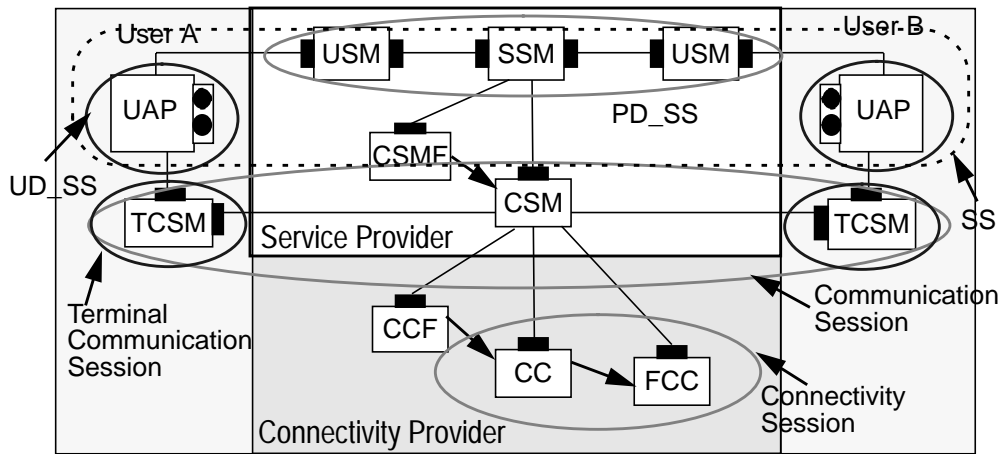 User A
User B
USM
SSM
USM
UAP
PD_SS
UAP
CSMF
UD_SS
CSM
SS
TCSM
TCSM
Service Provider
Terminal
Communication
Session
Communication
Session
CCF
CC
FCC
Connectivity
Session
Connectivity Provider